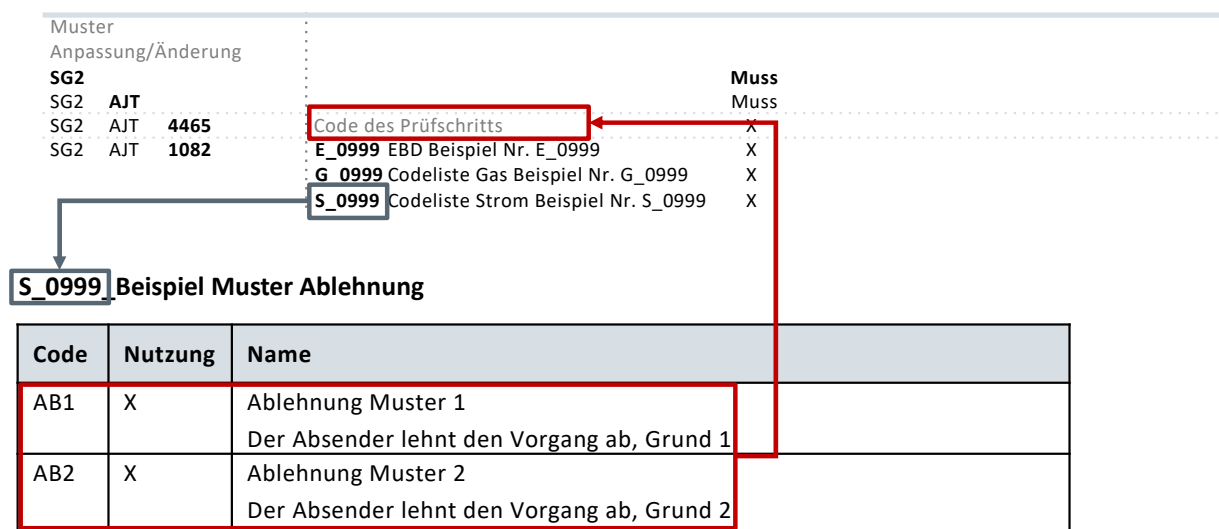 Muster
Anpassung/Änderung
SG2 Muss
SG2 AJT Muss
SG2 AJT 4465 Code des Prüfschritts X
SG2 AJT 1082 E_0999 EBD Beispiel Nr. E_0999 X
G_0999 Codeliste Gas Beispiel Nr. G_0999 X
S_0999 Codeliste Strom Beispiel Nr. S_0999 X
S_0999_Beispiel Muster Ablehnung
Code Nutzung Name
AB1 X Ablehnung Muster 1
Der Absender lehnt den Vorgang ab, Grund 1
AB2 X Ablehnung Muster 2
Der Absender lehnt den Vorgang ab, Grund 2